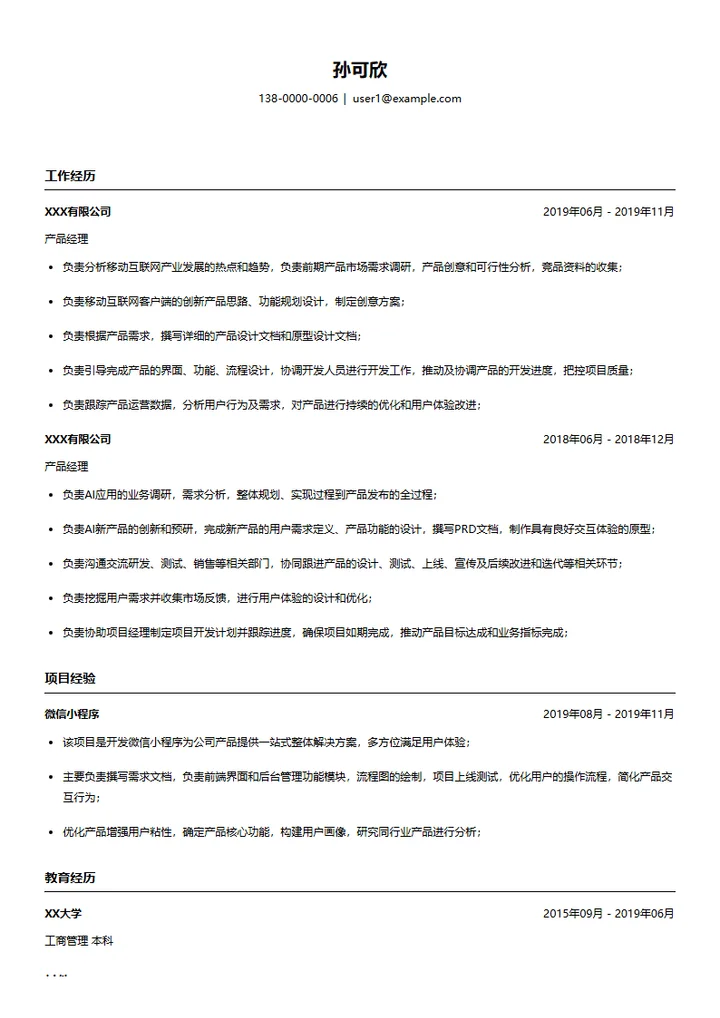 孙可欣
138-0000-0006 | user1@example.com
工作经历
XXX有限公司 2019年06月 - 2019年11月
产品经理
• 负责分析移动互联网产业发展的热点和趋势，负责前期产品市场需求调研，产品创意和可行性分析，竞品资料的收集；
• 负责移动互联网客户端的创新产品思路、功能规划设计，制定创意方案；
• 负责根据产品需求，撰写详细的产品设计文档和原型设计文档；
• 负责引导完成产品的界面、功能、流程设计，协调开发人员进行开发工作，推动及协调产品的开发进度，把控项目质量；
• 负责跟踪产品运营数据，分析用户行为及需求，对产品进行持续的优化和用户体验改进；
XXX有限公司 2018年06月 - 2018年12月
产品经理
• 负责AI应用的业务调研，需求分析，整体规划、实现过程到产品发布的全过程；
• 负责AI新产品的创新和预研，完成新产品的用户需求定义、产品功能的设计，撰写PRD文档，制作具有良好交互体验的原型；
• 负责沟通交流研发、测试、销售等相关部门，协同跟进产品的设计、测试、上线、宣传及后续改进和迭代等相关环节；
• 负责挖掘用户需求并收集市场反馈，进行用户体验的设计和优化；
• 负责协助项目经理制定项目开发计划并跟踪进度，确保项目如期完成，推动产品目标达成和业务指标完成；
项目经验
微信小程序 2019年08月 - 2019年11月
• 该项目是开发微信小程序为公司产品提供一站式整体解决方案，多方位满足用户体验；
• 主要负责撰写需求文档，负责前端界面和后台管理功能模块，流程图的绘制，项目上线测试，优化用户的操作流程，简化产品交
互行为；
• 优化产品增强用户粘性，确定产品核心功能，构建用户画像，研究同行业产品进行分析；
教育经历
XX大学 2015年09月 - 2019年06月
工商管理 本科